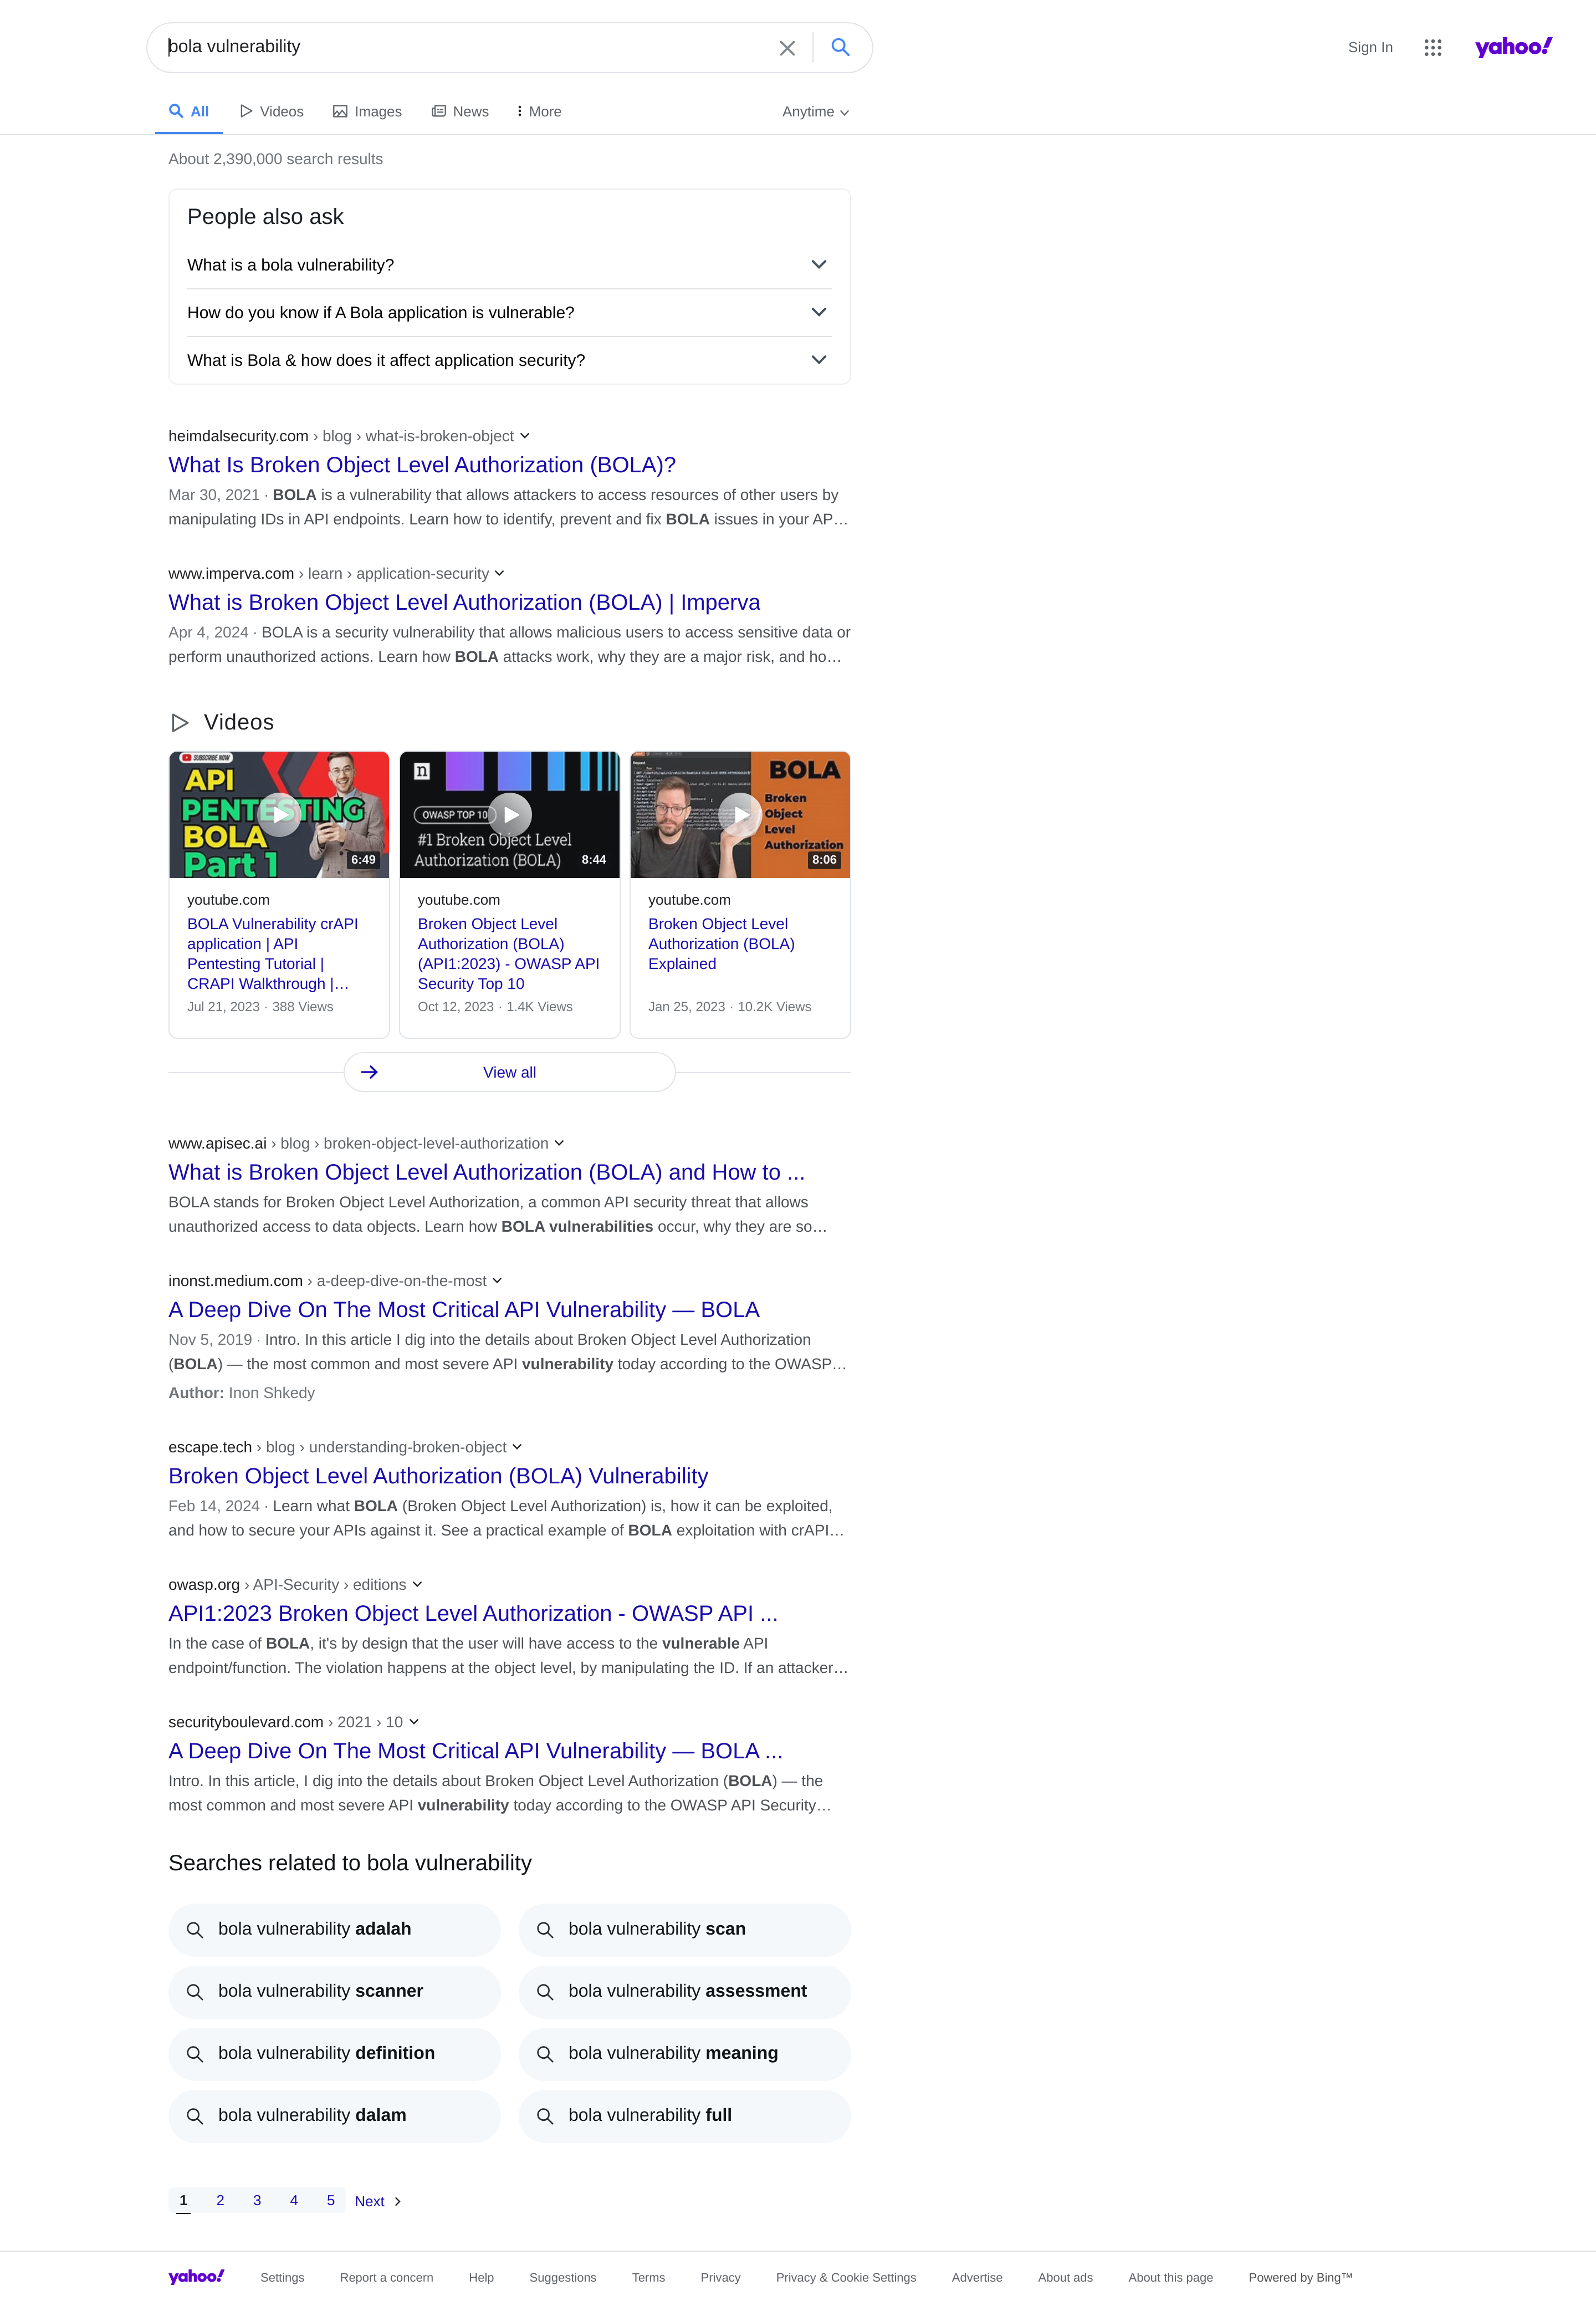 bola vulnerability
Sign In
yahoo!
All
Videos
Images
News
More
Anytime
About 2,390,000 search results
People also ask
What is a bola vulnerability?
How do you know if A Bola application is vulnerable?
What is Bola & how does it affect application security?
heimdalsecurity.com › blog › what-is-broken-object
What Is Broken Object Level Authorization (BOLA)?
Mar 30, 2021 · BOLA is a vulnerability that allows attackers to access resources of other users by
manipulating IDs in API endpoints. Learn how to identify, prevent and fix BOLA issues in your AP…
www.imperva.com › learn › application-security
What is Broken Object Level Authorization (BOLA) | Imperva
Apr 4, 2024 · BOLA is a security vulnerability that allows malicious users to access sensitive data or
perform unauthorized actions. Learn how BOLA attacks work, why they are a major risk, and ho…
Videos
SUBSCRIBE NOW
API
PENTESTING
BOLA
Part 1
6:49
youtube.com
BOLA Vulnerability crAPI
application | API
Pentesting Tutorial |
CRAPI Walkthrough |…
Jul 21, 2023 · 388 Views
n
OWASP TOP 10
#1 Broken Object Level
Authorization (BOLA)
8:44
youtube.com
Broken Object Level
Authorization (BOLA)
(API1:2023) - OWASP API
Security Top 10
Oct 12, 2023 · 1.4K Views
BOLA
Broken
Object
Level
Authorization
8:06
youtube.com
Broken Object Level
Authorization (BOLA)
Explained
Jan 25, 2023 · 10.2K Views
View all
www.apisec.ai › blog › broken-object-level-authorization
What is Broken Object Level Authorization (BOLA) and How to ...
BOLA stands for Broken Object Level Authorization, a common API security threat that allows
unauthorized access to data objects. Learn how BOLA vulnerabilities occur, why they are so…
inonst.medium.com › a-deep-dive-on-the-most
A Deep Dive On The Most Critical API Vulnerability — BOLA
Nov 5, 2019 · Intro. In this article I dig into the details about Broken Object Level Authorization
(BOLA) — the most common and most severe API vulnerability today according to the OWASP…
Author: Inon Shkedy
escape.tech › blog › understanding-broken-object
Broken Object Level Authorization (BOLA) Vulnerability
Feb 14, 2024 · Learn what BOLA (Broken Object Level Authorization) is, how it can be exploited,
and how to secure your APIs against it. See a practical example of BOLA exploitation with crAPI…
owasp.org › API-Security › editions
API1:2023 Broken Object Level Authorization - OWASP API ...
In the case of BOLA, it's by design that the user will have access to the vulnerable API
endpoint/function. The violation happens at the object level, by manipulating the ID. If an attacker…
securityboulevard.com › 2021 › 10
A Deep Dive On The Most Critical API Vulnerability — BOLA ...
Intro. In this article, I dig into the details about Broken Object Level Authorization (BOLA) — the
most common and most severe API vulnerability today according to the OWASP API Security…
Searches related to bola vulnerability
bola vulnerability adalah
bola vulnerability scan
bola vulnerability scanner
bola vulnerability assessment
bola vulnerability definition
bola vulnerability meaning
bola vulnerability dalam
bola vulnerability full
1 2 3 4 5 Next
yahoo! Settings Report a concern Help Suggestions Terms Privacy Privacy & Cookie Settings Advertise About ads About this page Powered by Bing™